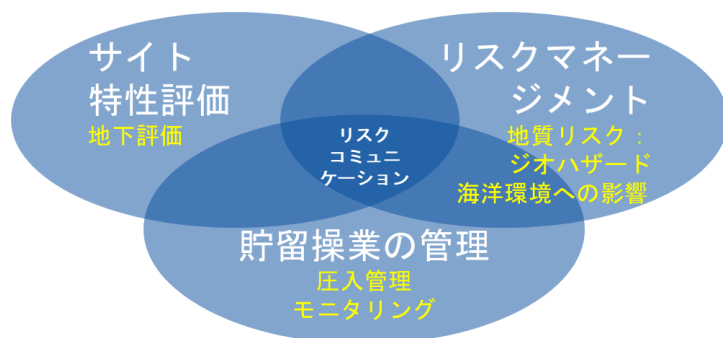 サイト
特性評価
地下評価
リスクマネー
ジメント
地質リスク：
ジオハザード
海洋環境への影響
リスク
コミュニ
ケーション
貯留操業の管理
圧入管理
モニタリング